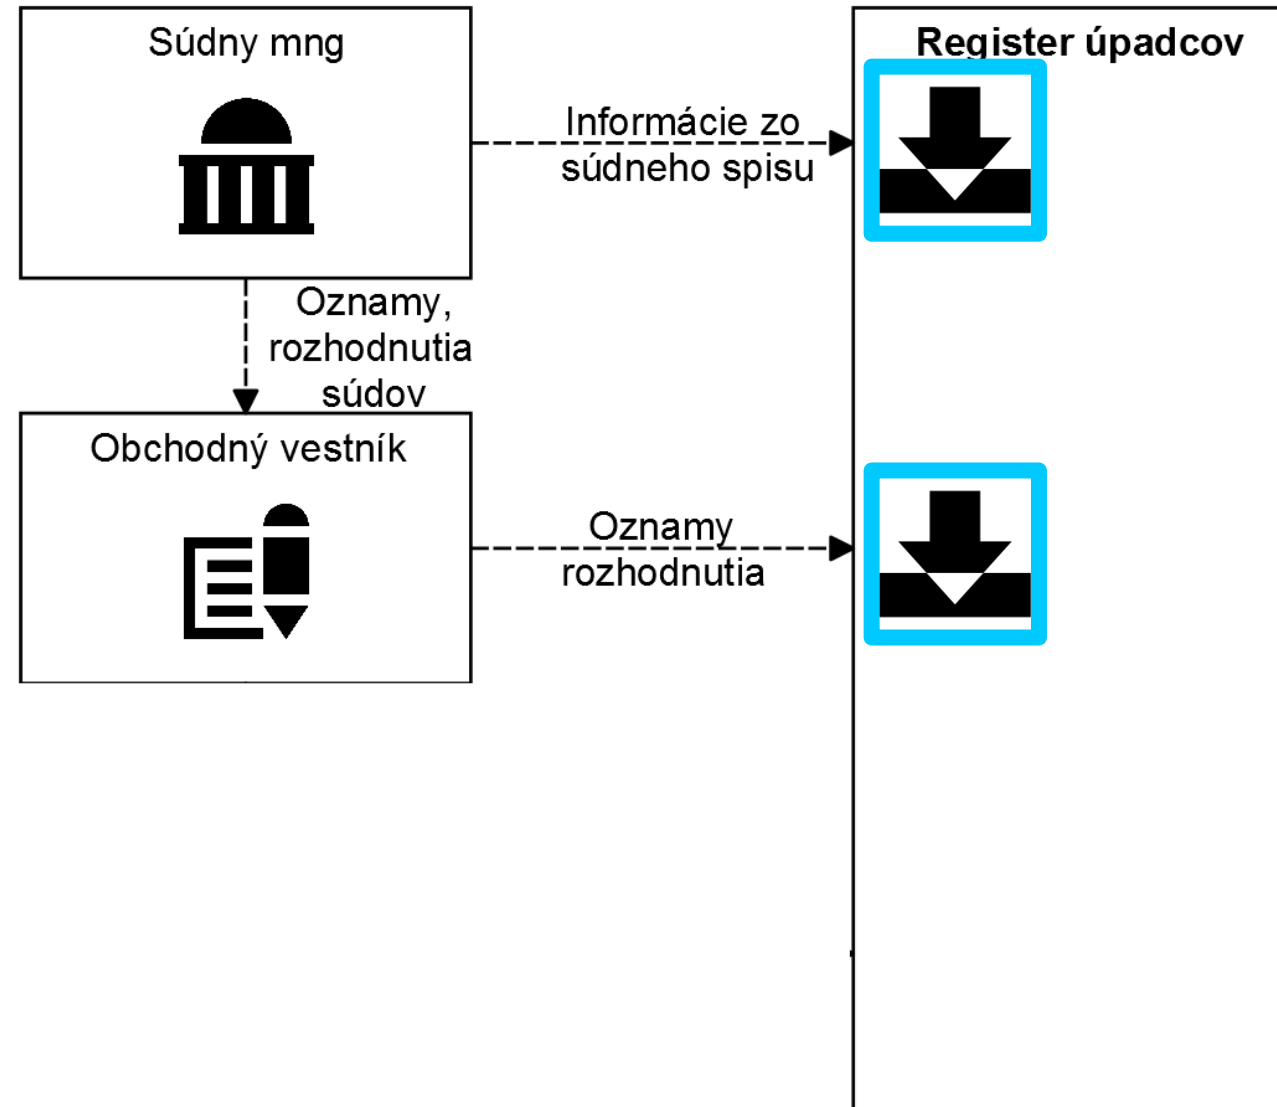 Súdny mng
Register úpadcov
Informácie zo
súdneho spisu
Oznamy,
rozhodnutia
súdov
Obchodný vestník
Oznamy
rozhodnutia